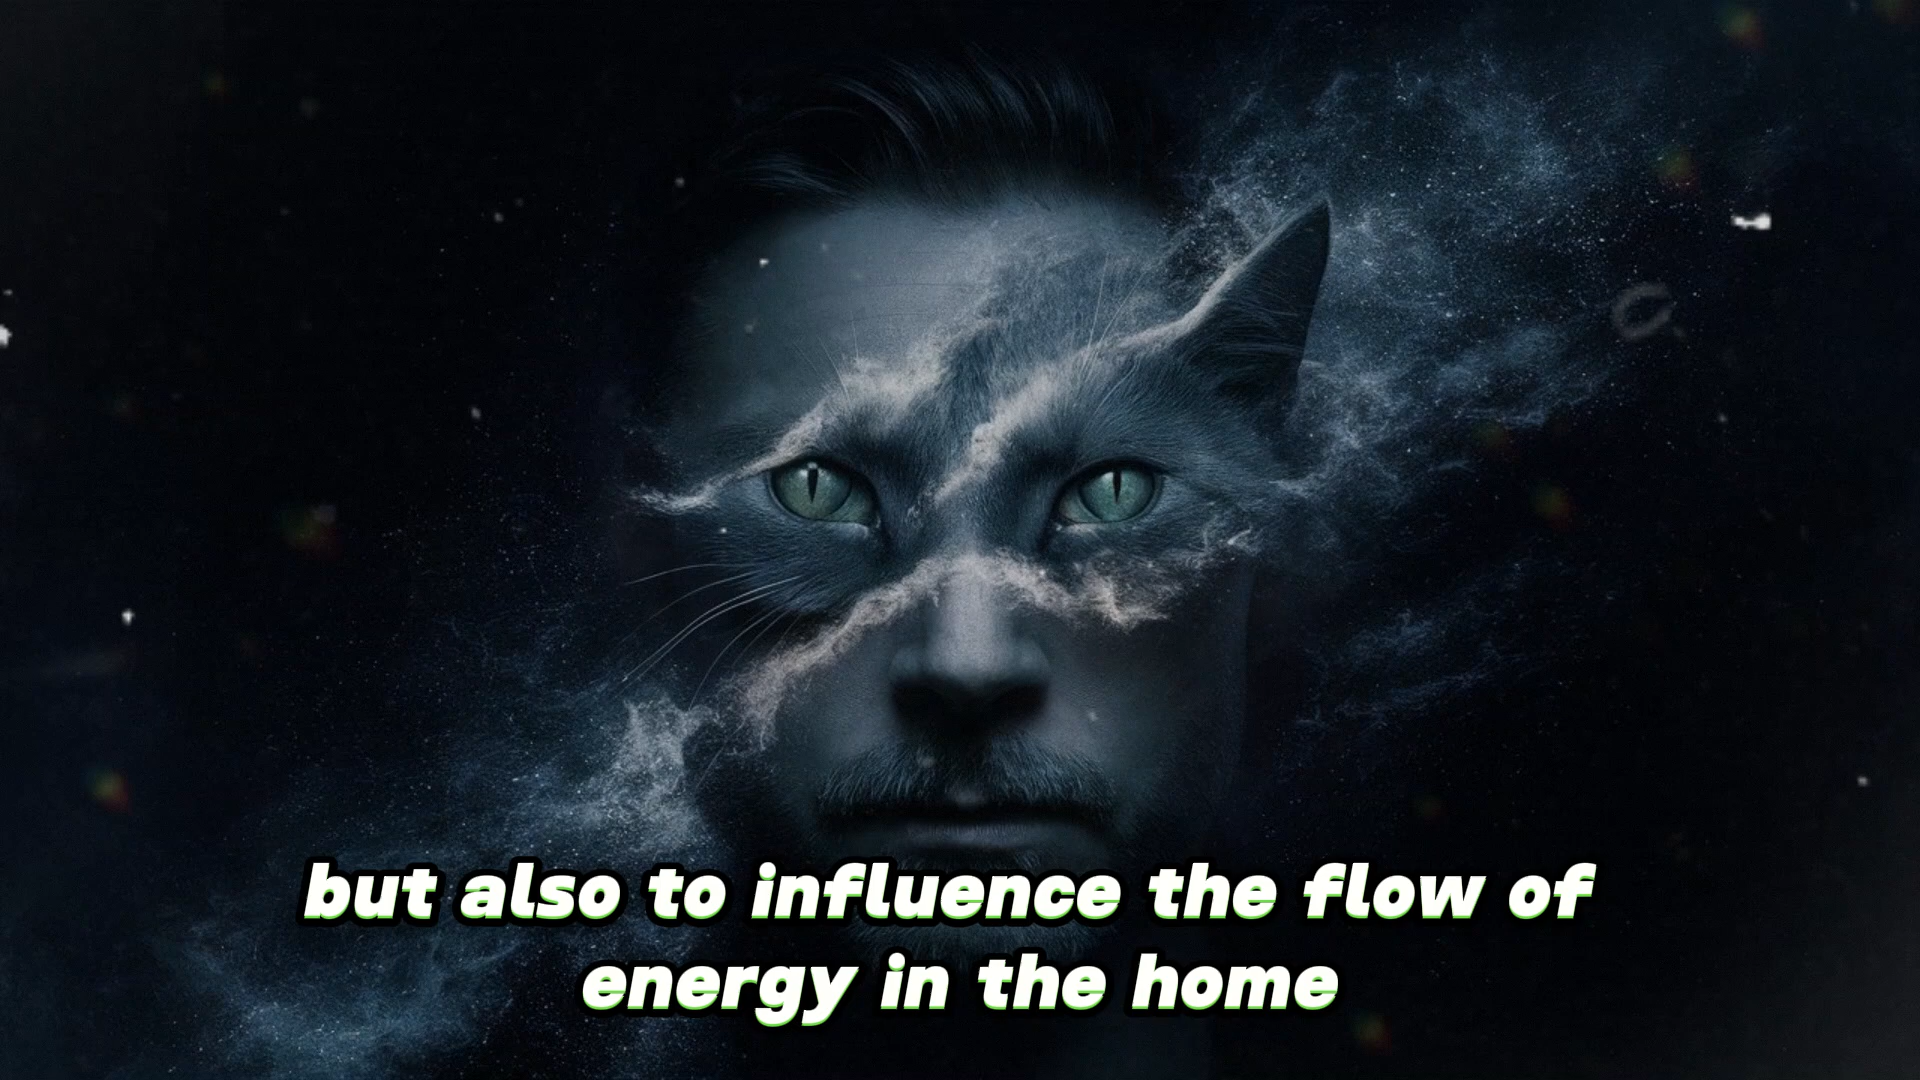 but also to influence the flow of
energy in the home